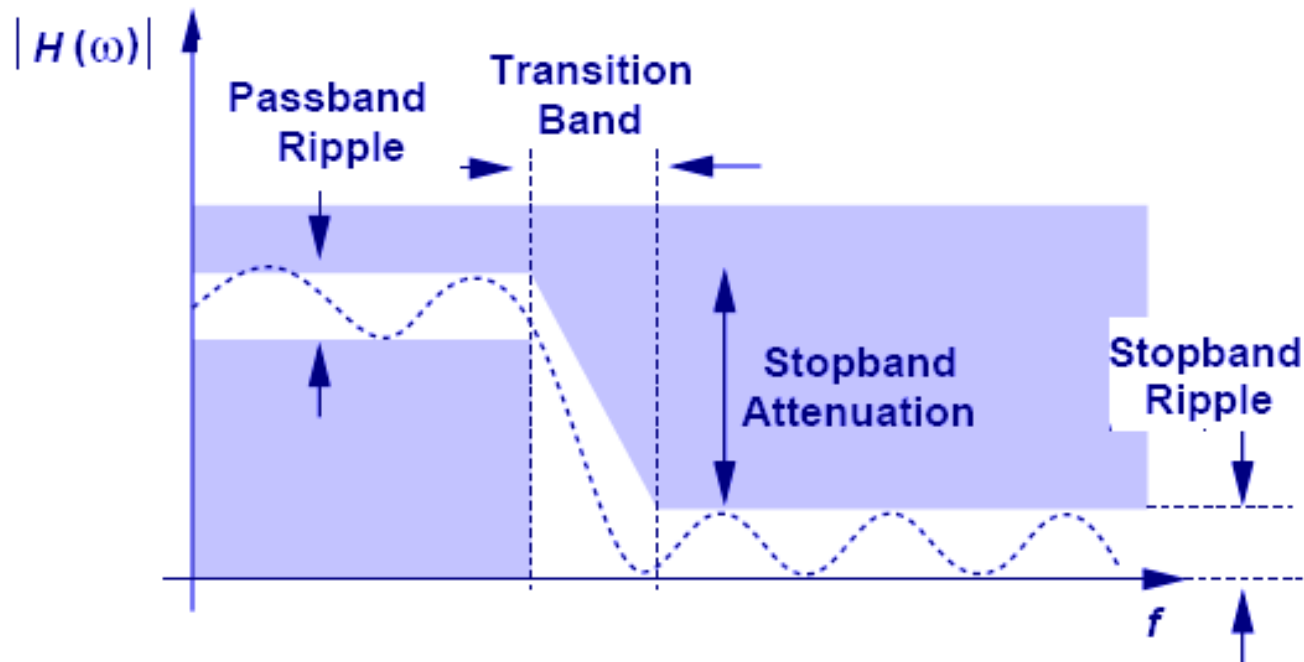 |H(ω)|
Passband
Ripple
Transition
Band
Stopband
Attenuation
Stopband
Ripple
f